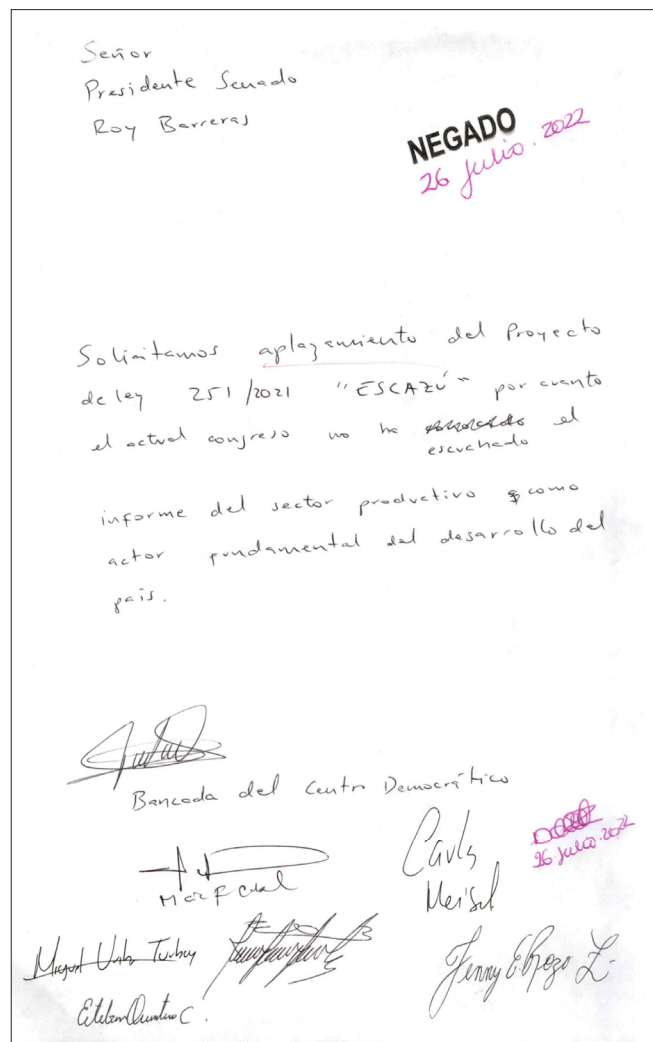 Señor
Presidente Senado
Roy Barreras
NEGADO
26 julio. 2022
Solicitamos aplazamiento del Proyecto
de ley 251/2021 "ESCAZÚ" por cuanto
el actual congreso no ha el
escuchado
informe del sector productivo como
actor fundamental del desarrollo del
país.
Bancada del Centro Democrático
Carlos
Meisel
26 julio. 2022
Miguel Uribe Turbay
Esteban Quintero C.
Jenny E Rozo Z.